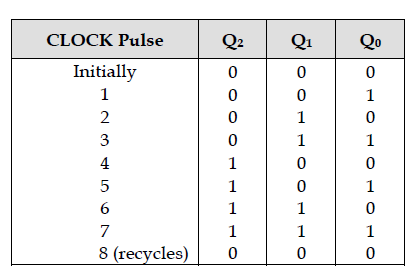 CLOCK Pulse Q2 Q1 Q0
Initially 0 0 0
1 0 0 1
2 0 1 0
3 0 1 1
4 1 0 0
5 1 0 1
6 1 1 0
7 1 1 1
8 (recycles) 0 0 0